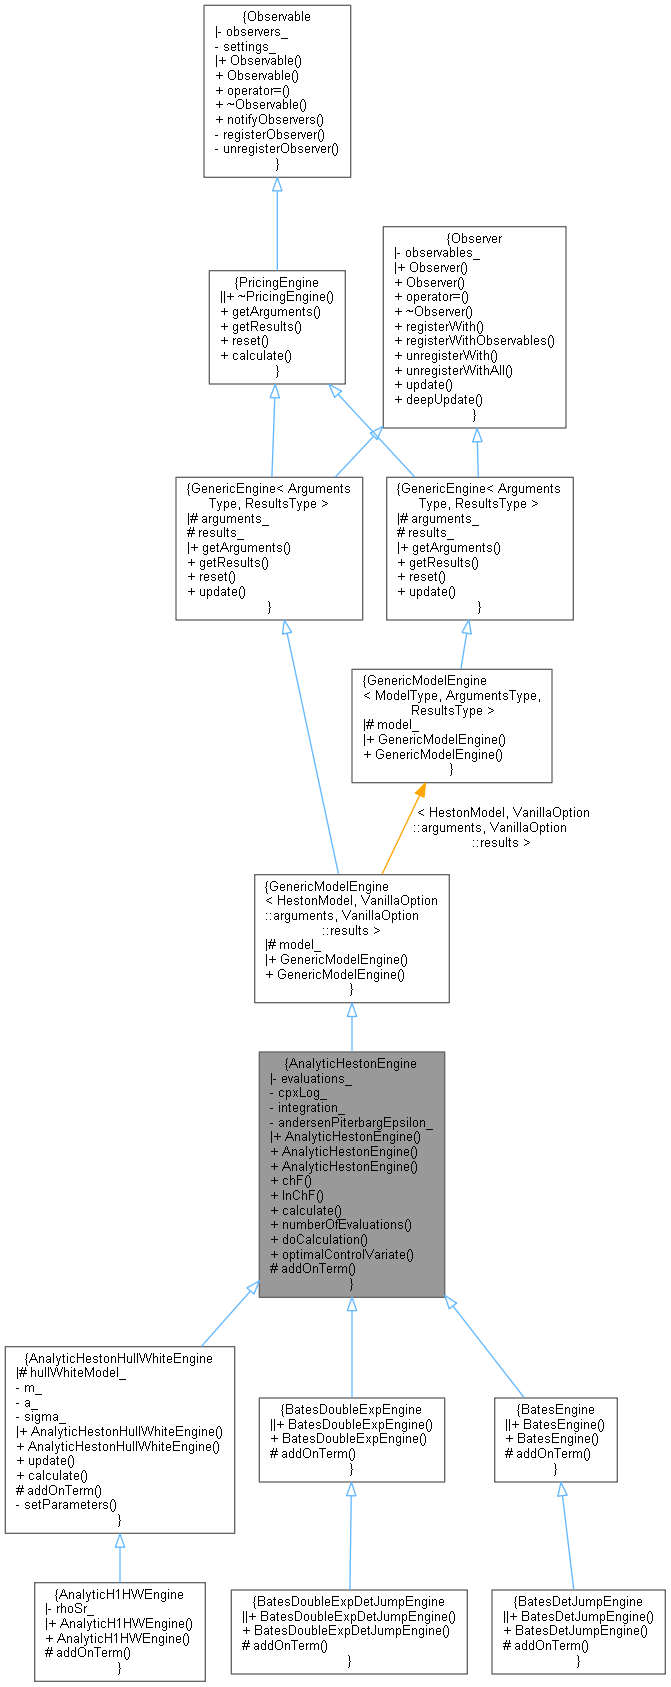 {Observable
|- observers_
- settings_
|+ Observable()
+ Observable()
+ operator=()
+ ~Observable()
+ notifyObservers()
- registerObserver()
- unregisterObserver()
}
{Observer
|- observables_
|+ Observer()
+ Observer()
+ operator=()
+ ~Observer()
+ registerWith()
+ registerWithObservables()
+ unregisterWith()
+ unregisterWithAll()
+ update()
+ deepUpdate()
}
{PricingEngine
||+ ~PricingEngine()
+ getArguments()
+ getResults()
+ reset()
+ calculate()
}
{GenericEngine< Arguments
Type, ResultsType >
|# arguments_
# results_
|+ getArguments()
+ getResults()
+ reset()
+ update()
}
{GenericEngine< Arguments
Type, ResultsType >
|# arguments_
# results_
|+ getArguments()
+ getResults()
+ reset()
+ update()
}
{GenericModelEngine
< ModelType, ArgumentsType,
ResultsType >
|# model_
|+ GenericModelEngine()
+ GenericModelEngine()
}
< HestonModel, VanillaOption
::arguments, VanillaOption
::results >
{GenericModelEngine
< HestonModel, VanillaOption
::arguments, VanillaOption
::results >
|# model_
|+ GenericModelEngine()
+ GenericModelEngine()
}
{AnalyticHestonEngine
|- evaluations_
- cpxLog_
- integration_
- andersenPiterbargEpsilon_
|+ AnalyticHestonEngine()
+ AnalyticHestonEngine()
+ AnalyticHestonEngine()
+ chF()
+ lnChF()
+ calculate()
+ numberOfEvaluations()
+ doCalculation()
+ optimalControlVariate()
# addOnTerm()
}
{AnalyticHestonHullWhiteEngine
|# hullWhiteModel_
- m_
- a_
- sigma_
|+ AnalyticHestonHullWhiteEngine()
+ AnalyticHestonHullWhiteEngine()
+ update()
+ calculate()
# addOnTerm()
- setParameters()
}
{BatesDoubleExpEngine
||+ BatesDoubleExpEngine()
+ BatesDoubleExpEngine()
# addOnTerm()
}
{BatesEngine
||+ BatesEngine()
+ BatesEngine()
# addOnTerm()
}
{AnalyticH1HWEngine
|- rhoSr_
|+ AnalyticH1HWEngine()
+ AnalyticH1HWEngine()
# addOnTerm()
}
{BatesDoubleExpDetJumpEngine
||+ BatesDoubleExpDetJumpEngine()
+ BatesDoubleExpDetJumpEngine()
# addOnTerm()
}
{BatesDetJumpEngine
||+ BatesDetJumpEngine()
+ BatesDetJumpEngine()
# addOnTerm()
}